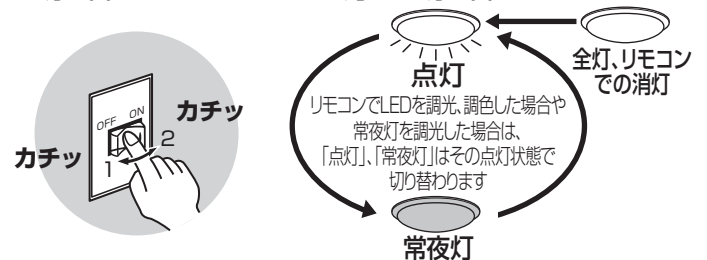 OFF ON
カチッ
2
カチッ
1
点灯
リモコンでLEDを調光、調色した場合や
常夜灯を調光した場合は、
「点灯」、「常夜灯」はその点灯状態で
切り替わります
常夜灯
全灯、リモコン
での消灯